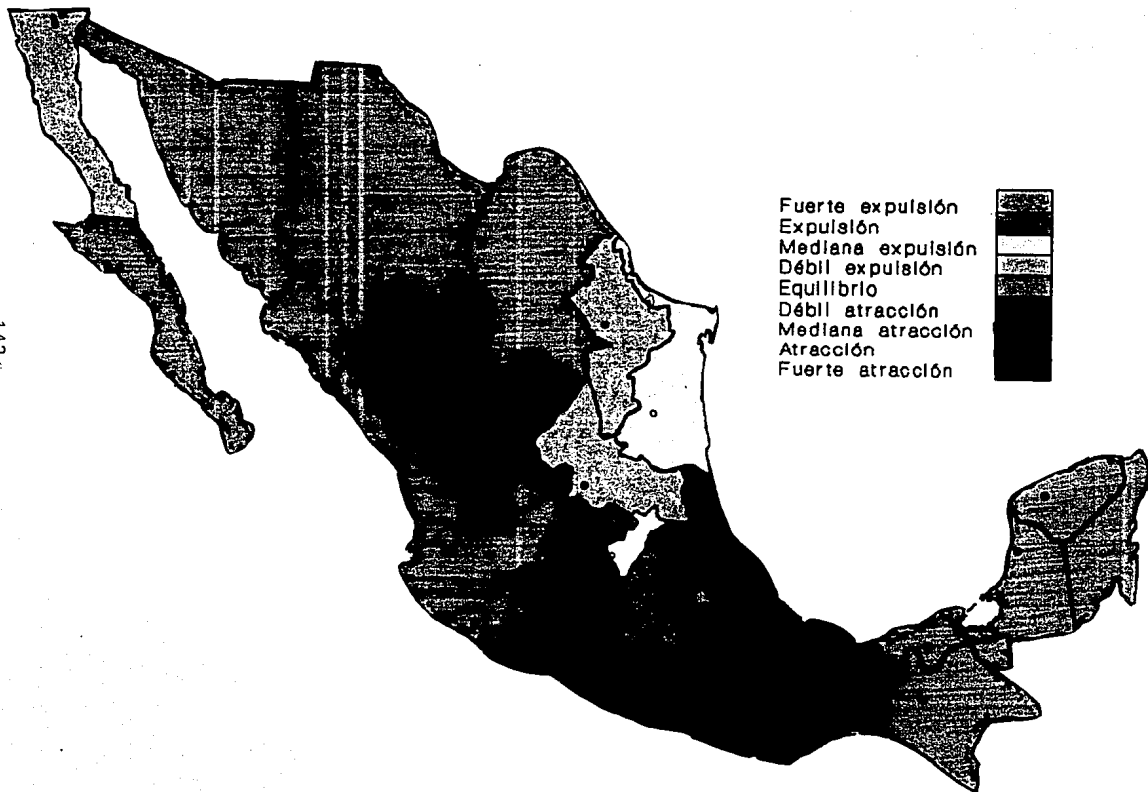 Fuerte expulsión
Expulsión
Mediana expulsión
Débil expulsión
Equilibrio
Débil atracción
Mediana atracción
Atracción
Fuerte atracción